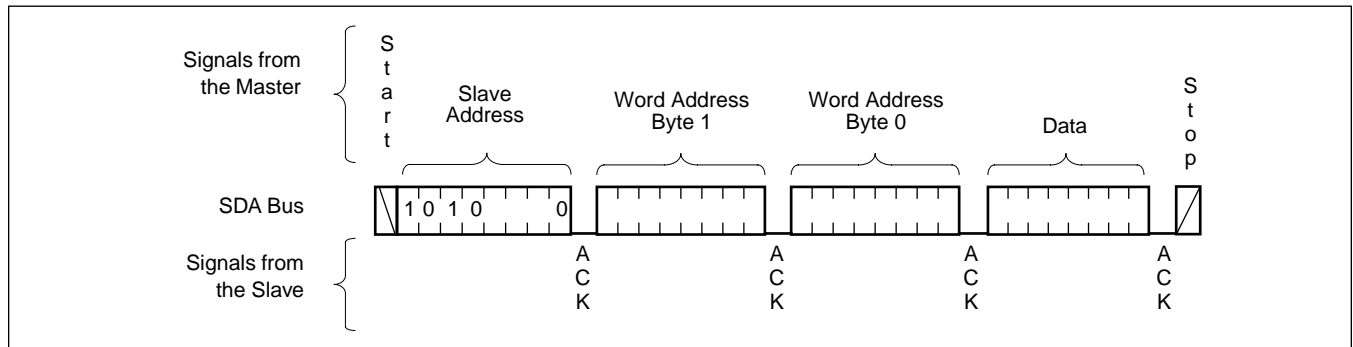 Signals from
the Master
S
t
a
r
t
Slave
Address
Word Address
Byte 1
Word Address
Byte 0
Data
S
t
o
p
SDA Bus
1 0 1 0 0
Signals from
the Slave
A
C
K
A
C
K
A
C
K
A
C
K